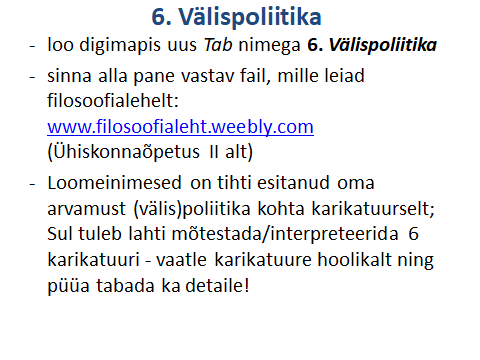 6. Välispoliitika
- loo digimapis uus Tab nimega 6. Välispoliitika
- sinna alla pane vastav fail, mille leiad
filosoofialehelt:
www.filosoofialeht.weebly.com
(Ühiskonnaõpetus II alt)
- Loomeinimesed on tihti esitanud oma
arvamust (välis)poliitika kohta karikatuurselt;
Sul tuleb lahti mõtestada/interpreteerida 6
karikatuuri - vaatle karikatuure hoolikalt ning
püüa tabada ka detaile!